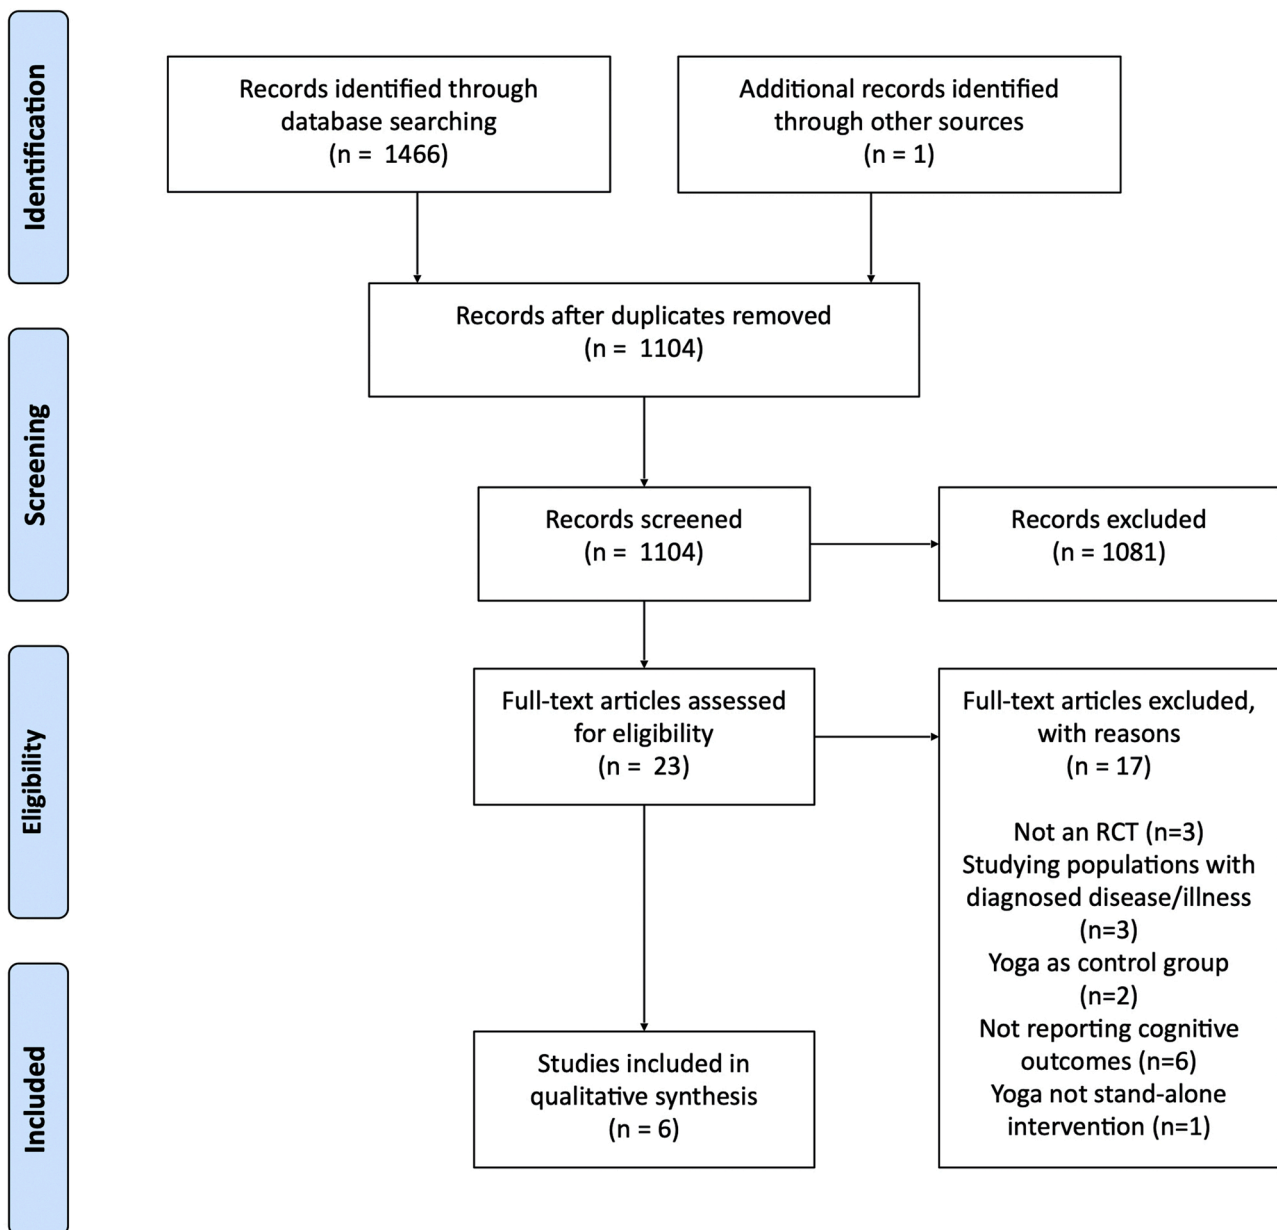 Identification
Records identified through
database searching
(n = 1466)
Additional records identified
through other sources
(n = 1)
Records after duplicates removed
(n = 1104)
Screening
Records screened
(n = 1104)
Records excluded
(n = 1081)
Eligibility
Full-text articles assessed
for eligibility
(n = 23)
Full-text articles excluded,
with reasons
(n = 17)
Not an RCT (n=3)
Studying populations with
diagnosed disease/illness
(n=3)
Yoga as control group
(n=2)
Not reporting cognitive
outcomes (n=6)
Yoga not stand-alone
intervention (n=1)
Included
Studies included in
qualitative synthesis
(n = 6)